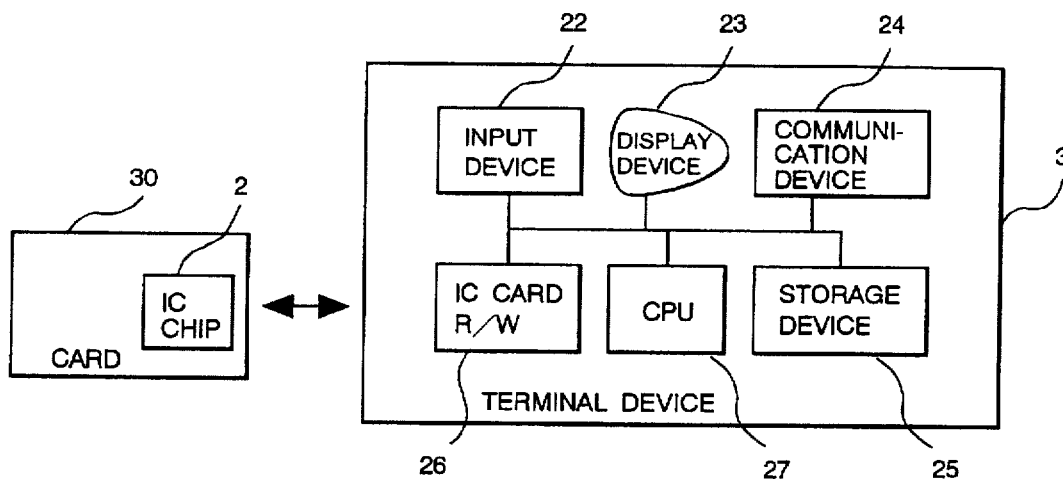 22
23
24
INPUT
DEVICE
DISPLAY
DEVICE
COMMUNI-
CATION
DEVICE
3
30
2
IC
CHIP
CARD
IC CARD
R/W
CPU
STORAGE
DEVICE
TERMINAL DEVICE
26
27
25